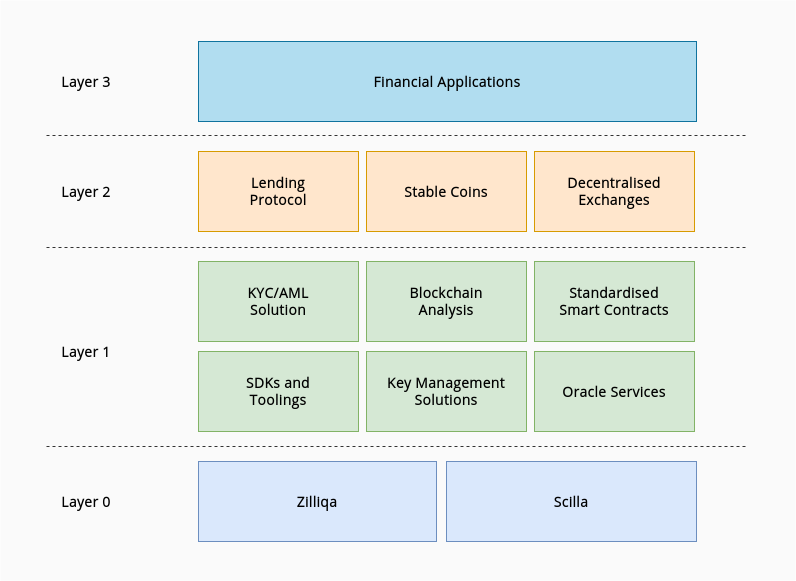 Layer 3
Financial Applications
Layer 2
Lending
Protocol
Stable Coins
Decentralised
Exchanges
Layer 1
KYC/AML
Solution
Blockchain
Analysis
Standardised
Smart Contracts
SDKs and
Toolings
Key Management
Solutions
Oracle Services
Layer 0
Zilliqa
Scilla